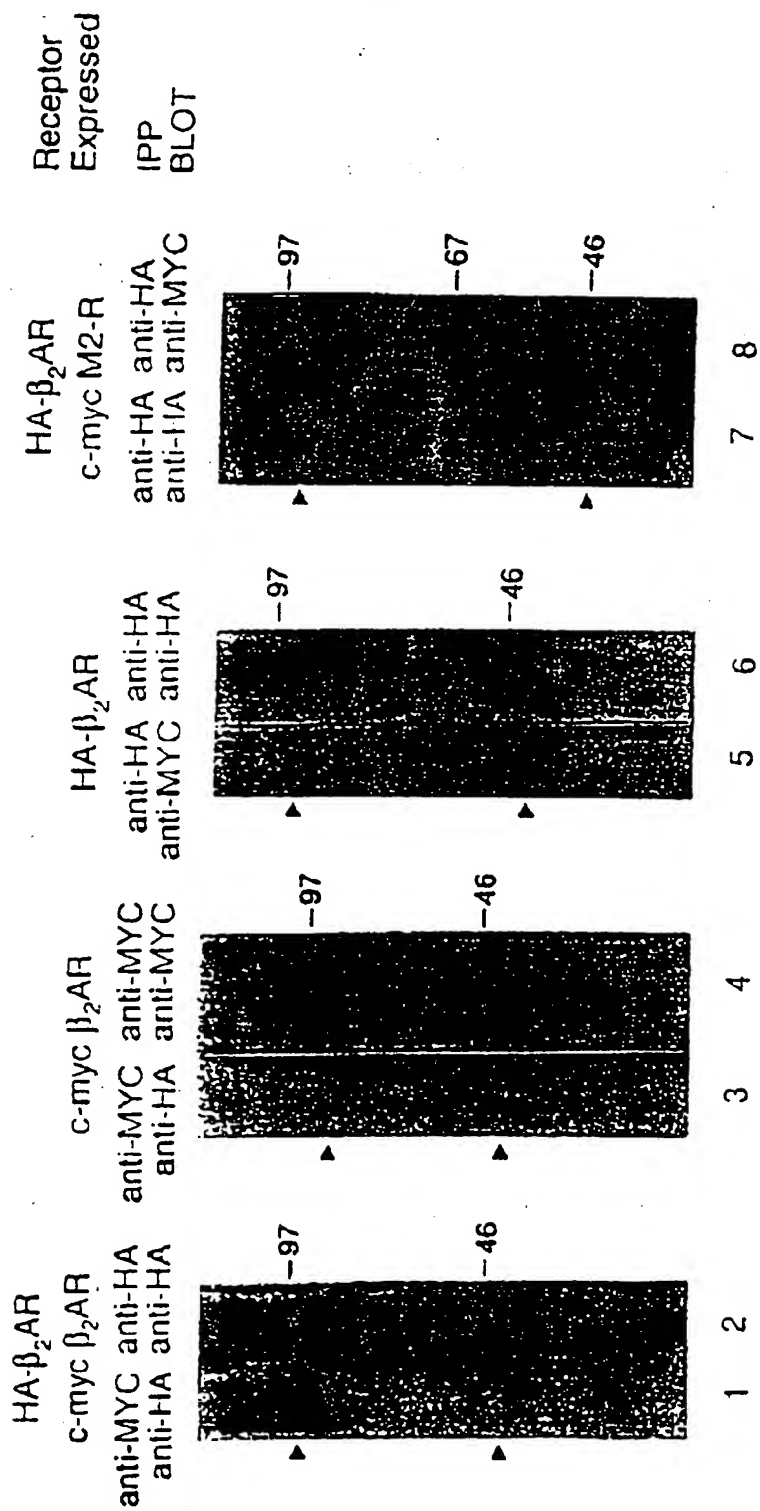 HA-β₂AR
c-myc β₂AR
anti-MYC anti-HA
anti-HA anti-HA
–97
–46
1 2
c-myc β₂AR
anti-MYC anti-MYC
anti-HA anti-MYC
–97
–46
3 4
HA-β₂AR
anti-HA anti-HA
anti-MYC anti-HA
–97
–46
5 6
HA-β₂AR
c-myc M2-R
anti-HA anti-HA
anti-HA anti-MYC
–97
–67
–46
7 8
Receptor
Expressed
IPP
BLOT